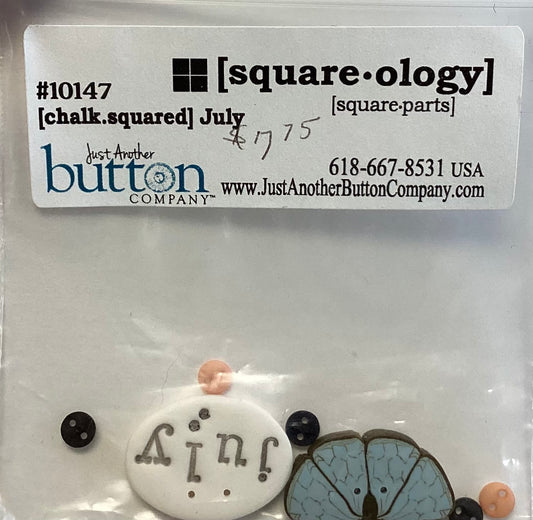 #10147
[square·ology]
[square·parts]
[chalk.squared] July
$7 75
Just Another
button
COMPANY™
618-667-8531 USA
www.JustAnotherButtonCompany.com
july